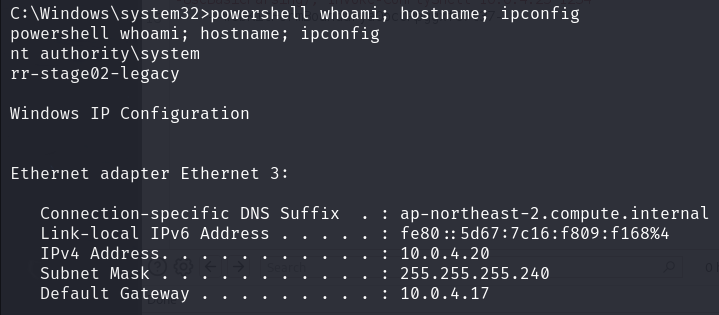 C:\Windows\system32>powershell whoami; hostname; ipconfig
powershell whoami; hostname; ipconfig
nt authority\system
rr-stage02-legacy
Windows IP Configuration
Ethernet adapter Ethernet 3:
Connection-specific DNS Suffix  . : ap-northeast-2.compute.internal
Link-local IPv6 Address . . . . . : fe80::5d67:7c16:f809:f168%4
IPv4 Address. . . . . . . . . . . : 10.0.4.20
Subnet Mask . . . . . . . . . . . : 255.255.255.240
Default Gateway . . . . . . . . . : 10.0.4.17